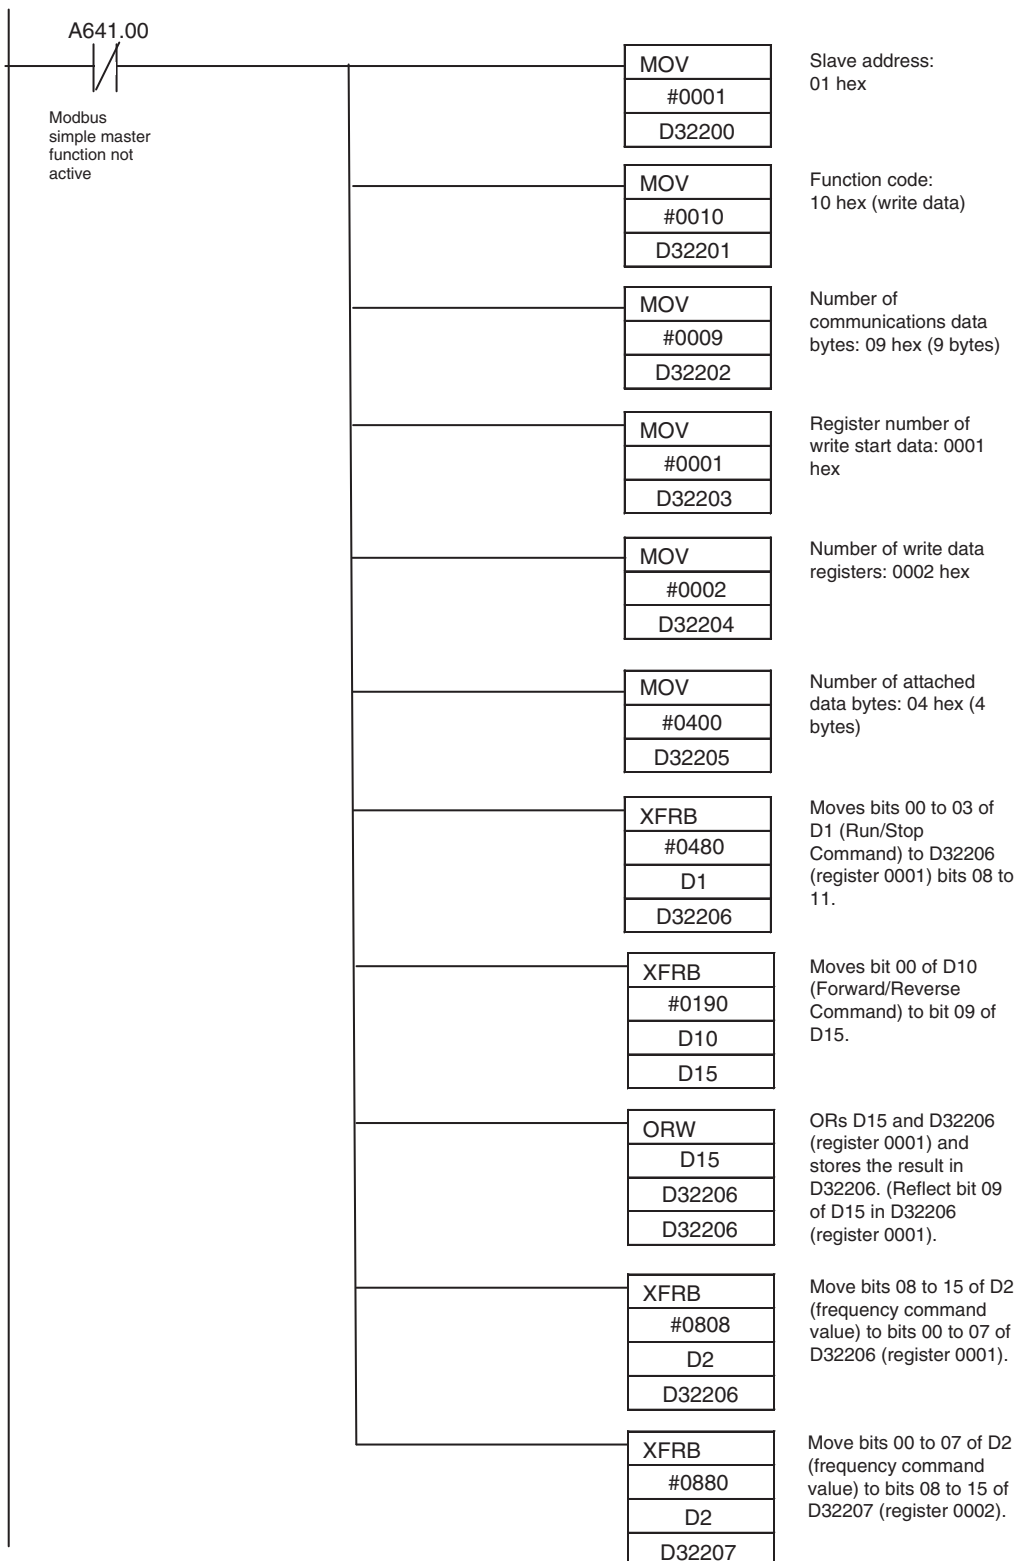 A641.00
Modbus
simple master
function not
active
MOV
#0001
D32200
Slave address:
01 hex
MOV
#0010
D32201
Function code:
10 hex (write data)
MOV
#0009
D32202
Number of
communications data
bytes: 09 hex (9 bytes)
MOV
#0001
D32203
Register number of
write start data: 0001
hex
MOV
#0002
D32204
Number of write data
registers: 0002 hex
MOV
#0400
D32205
Number of attached
data bytes: 04 hex (4
bytes)
XFRB
#0480
D1
D32206
Moves bits 00 to 03 of
D1 (Run/Stop
Command) to D32206
(register 0001) bits 08 to
11.
XFRB
#0190
D10
D15
Moves bit 00 of D10
(Forward/Reverse
Command) to bit 09 of
D15.
ORW
D15
D32206
D32206
ORs D15 and D32206
(register 0001) and
stores the result in
D32206. (Reflect bit 09
of D15 in D32206
(register 0001).
XFRB
#0808
D2
D32206
Move bits 08 to 15 of D2
(frequency command
value) to bits 00 to 07 of
D32206 (register 0001).
XFRB
#0880
D2
D32207
Move bits 00 to 07 of D2
(frequency command
value) to bits 08 to 15 of
D32207 (register 0002).